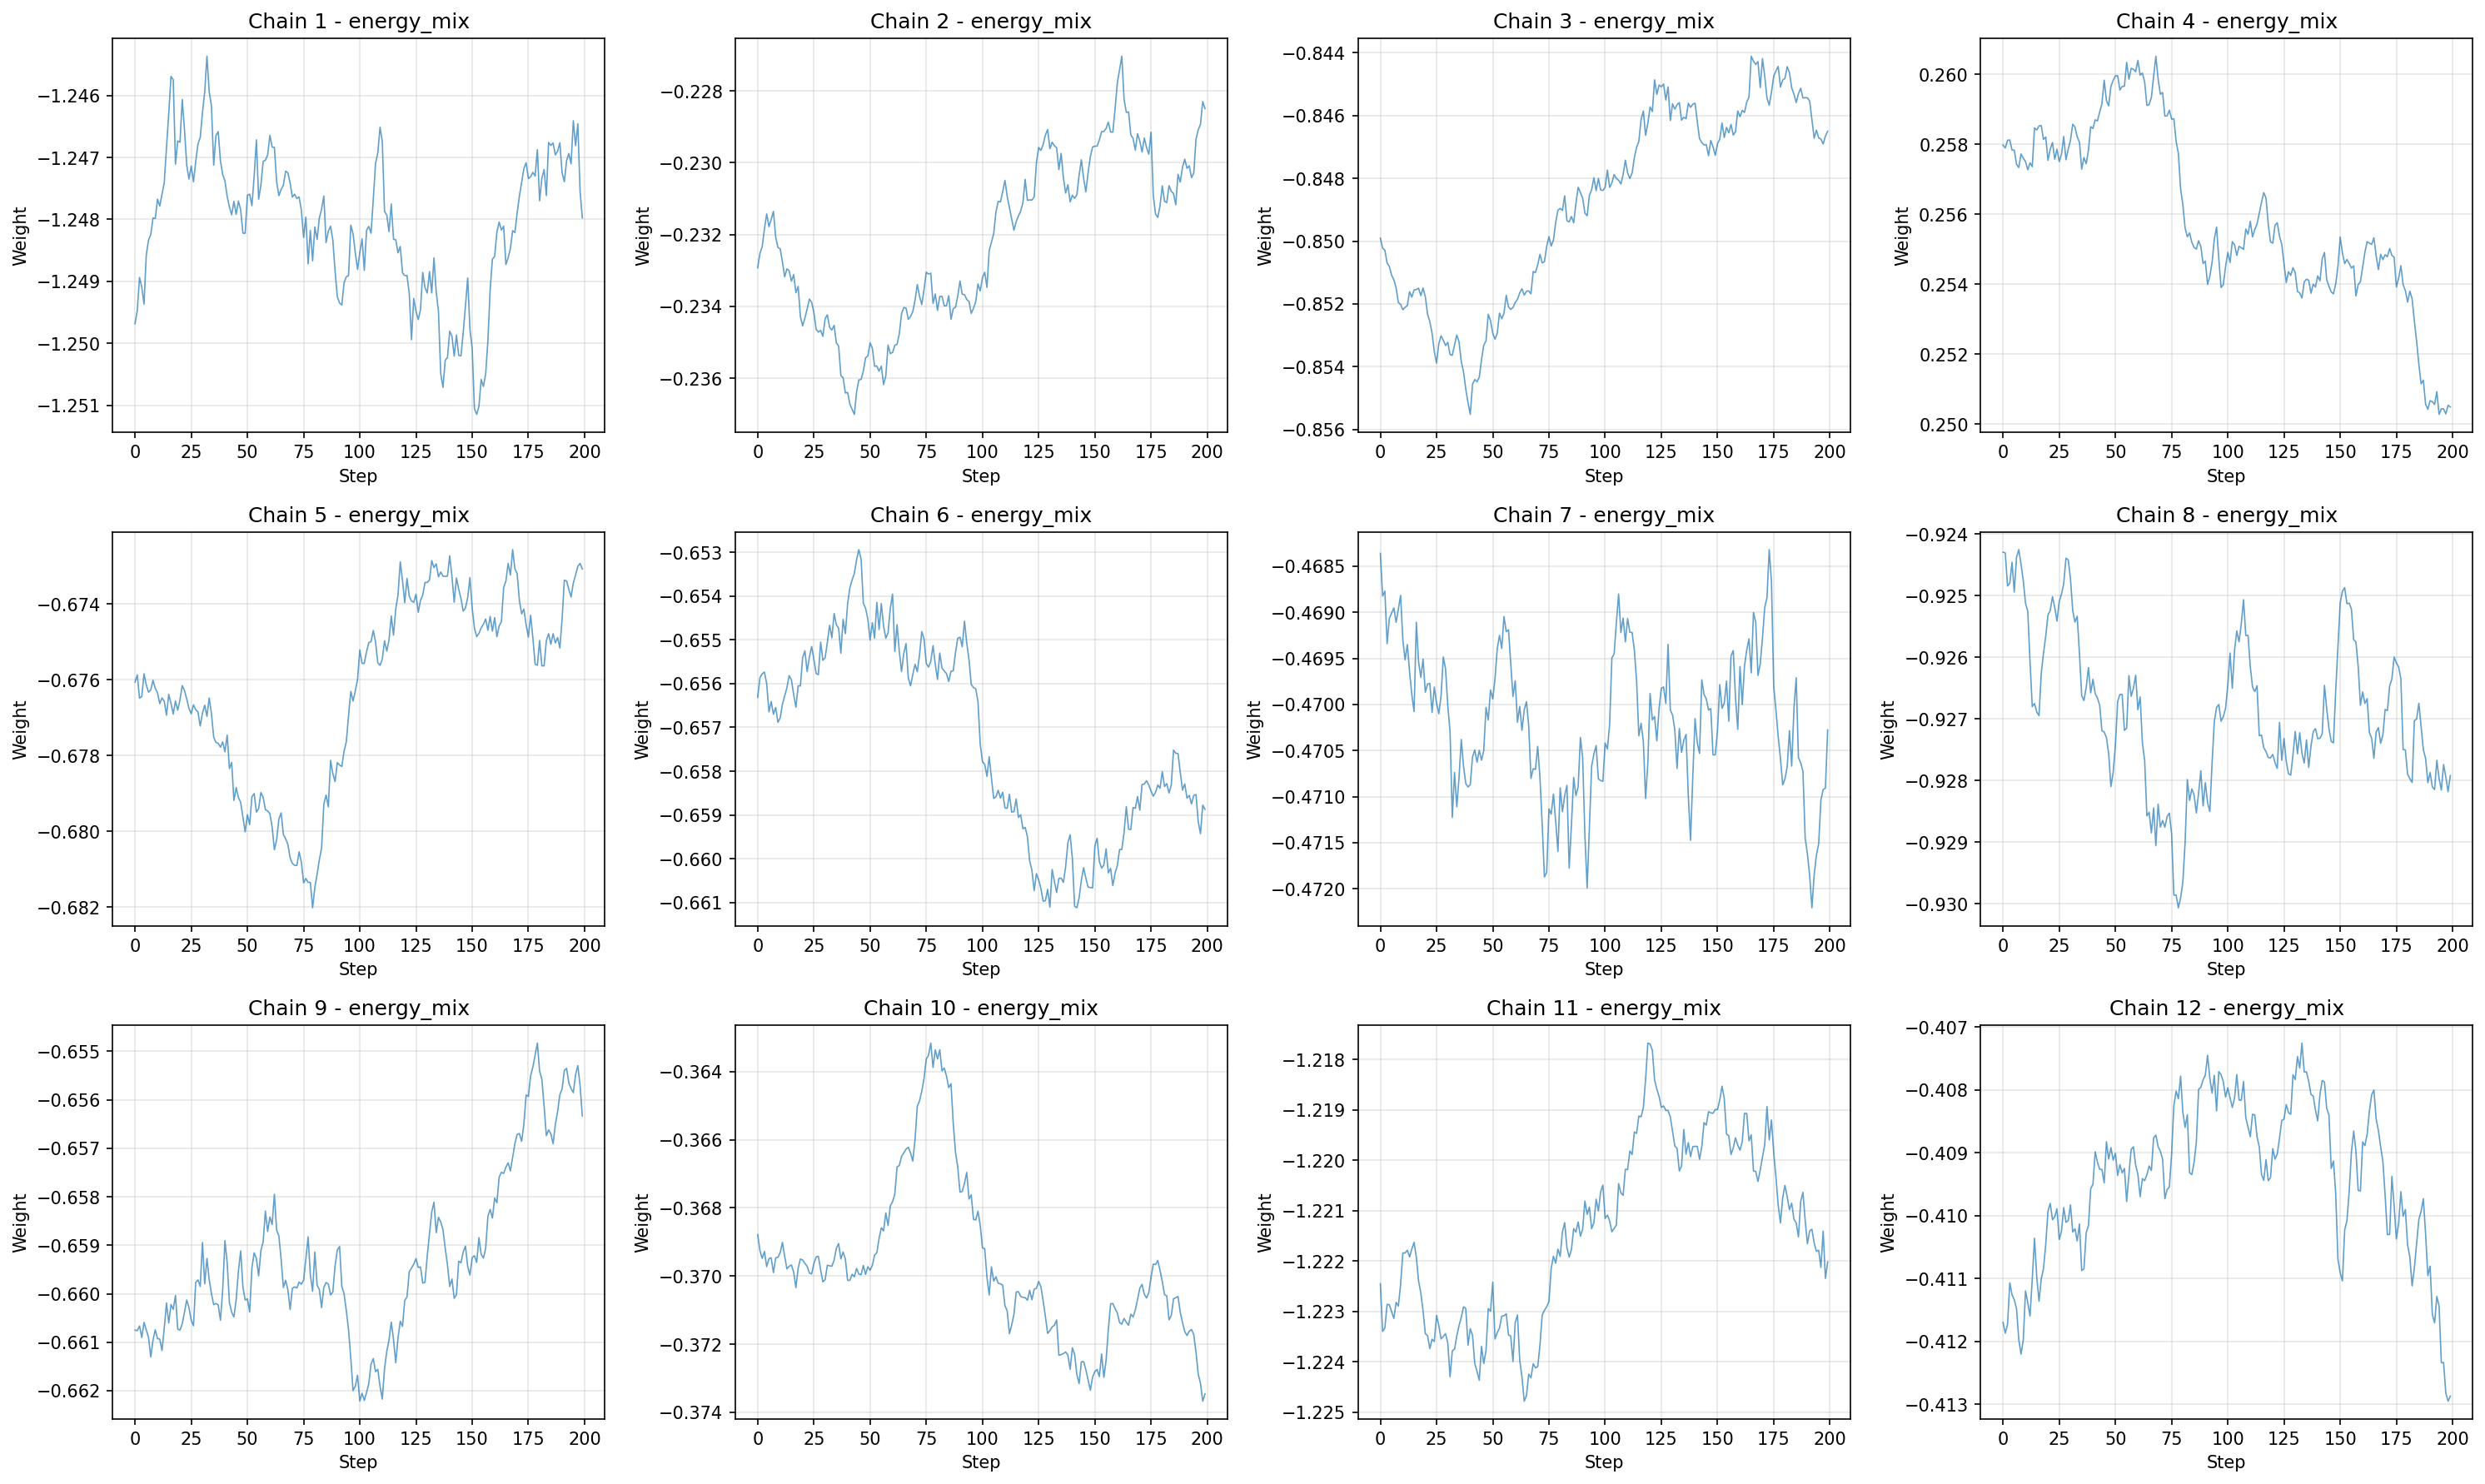 Chain 1 - energy_mix
Weight
−1.246
−1.247
−1.248
−1.249
−1.250
−1.251
0 25 50 75 100 125 150 175 200
Step
Chain 2 - energy_mix
Weight
−0.228
−0.230
−0.232
−0.234
−0.236
0 25 50 75 100 125 150 175 200
Step
Chain 3 - energy_mix
Weight
−0.844
−0.846
−0.848
−0.850
−0.852
−0.854
−0.856
0 25 50 75 100 125 150 175 200
Step
Chain 4 - energy_mix
Weight
0.260
0.258
0.256
0.254
0.252
0.250
0 25 50 75 100 125 150 175 200
Step
Chain 5 - energy_mix
Weight
−0.674
−0.676
−0.678
−0.680
−0.682
0 25 50 75 100 125 150 175 200
Step
Chain 6 - energy_mix
Weight
−0.653
−0.654
−0.655
−0.656
−0.657
−0.658
−0.659
−0.660
−0.661
0 25 50 75 100 125 150 175 200
Step
Chain 7 - energy_mix
Weight
−0.4685
−0.4690
−0.4695
−0.4700
−0.4705
−0.4710
−0.4715
−0.4720
0 25 50 75 100 125 150 175 200
Step
Chain 8 - energy_mix
Weight
−0.924
−0.925
−0.926
−0.927
−0.928
−0.929
−0.930
0 25 50 75 100 125 150 175 200
Step
Chain 9 - energy_mix
Weight
−0.655
−0.656
−0.657
−0.658
−0.659
−0.660
−0.661
−0.662
0 25 50 75 100 125 150 175 200
Step
Chain 10 - energy_mix
Weight
−0.364
−0.366
−0.368
−0.370
−0.372
−0.374
0 25 50 75 100 125 150 175 200
Step
Chain 11 - energy_mix
Weight
−1.218
−1.219
−1.220
−1.221
−1.222
−1.223
−1.224
−1.225
0 25 50 75 100 125 150 175 200
Step
Chain 12 - energy_mix
Weight
−0.407
−0.408
−0.409
−0.410
−0.411
−0.412
−0.413
0 25 50 75 100 125 150 175 200
Step